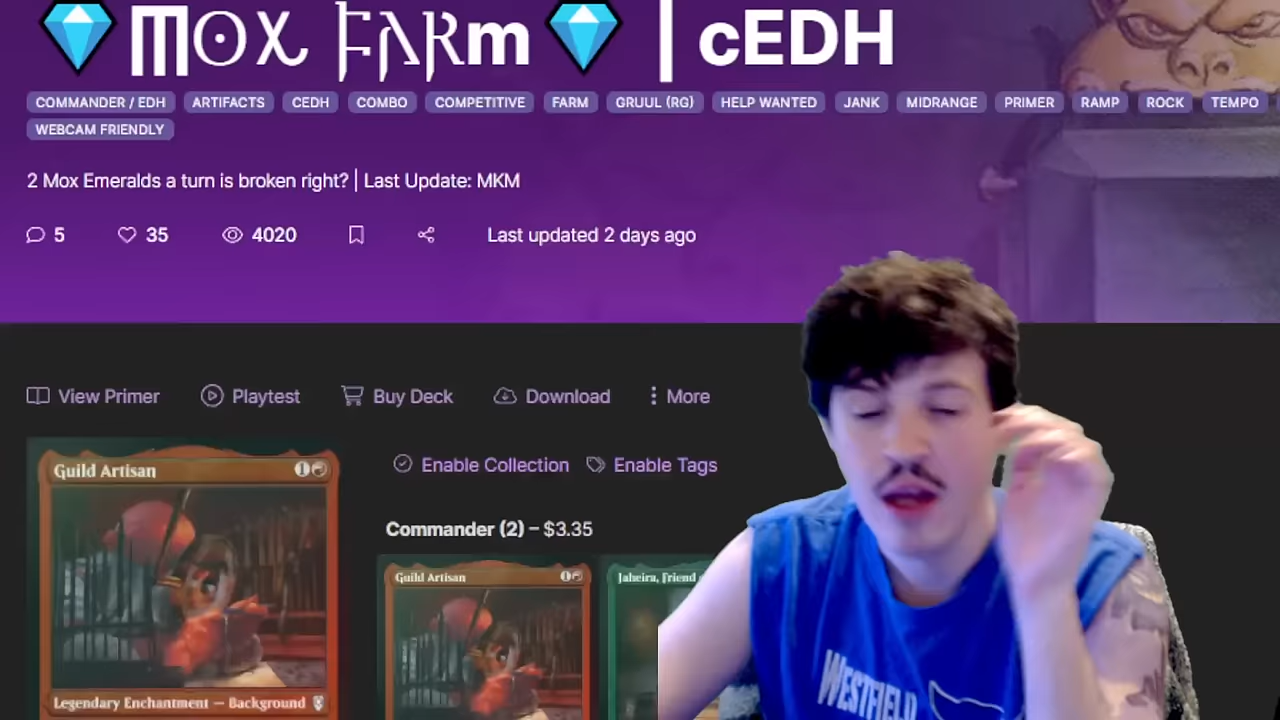 💎 ᗰOX FARm 💎 | cEDH
COMMANDER / EDH ARTIFACTS CEDH COMBO COMPETITIVE FARM GRUUL (RG) HELP WANTED JANK MIDRANGE PRIMER RAMP ROCK TEMPO
WEBCAM FRIENDLY
2 Mox Emeralds a turn is broken right? | Last Update: MKM
5 35 4020 Last updated 2 days ago
View Primer Playtest Buy Deck Download More
Guild Artisan 1
Enable Collection Enable Tags
Commander (2) – $3.35
Guild Artisan 1
Jaheira, Friend
Legendary Enchantment — Background
WESTFIELD